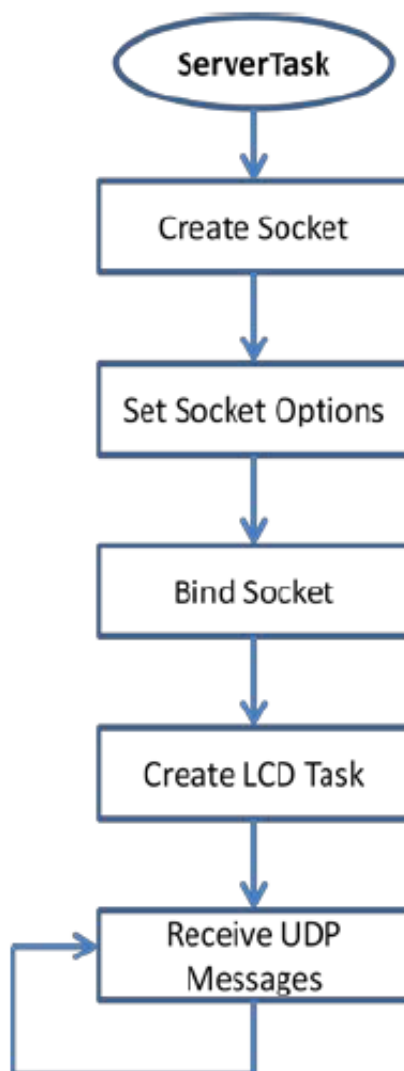 ServerTask
Create Socket
Set Socket Options
Bind Socket
Create LCD Task
Receive UDP
Messages